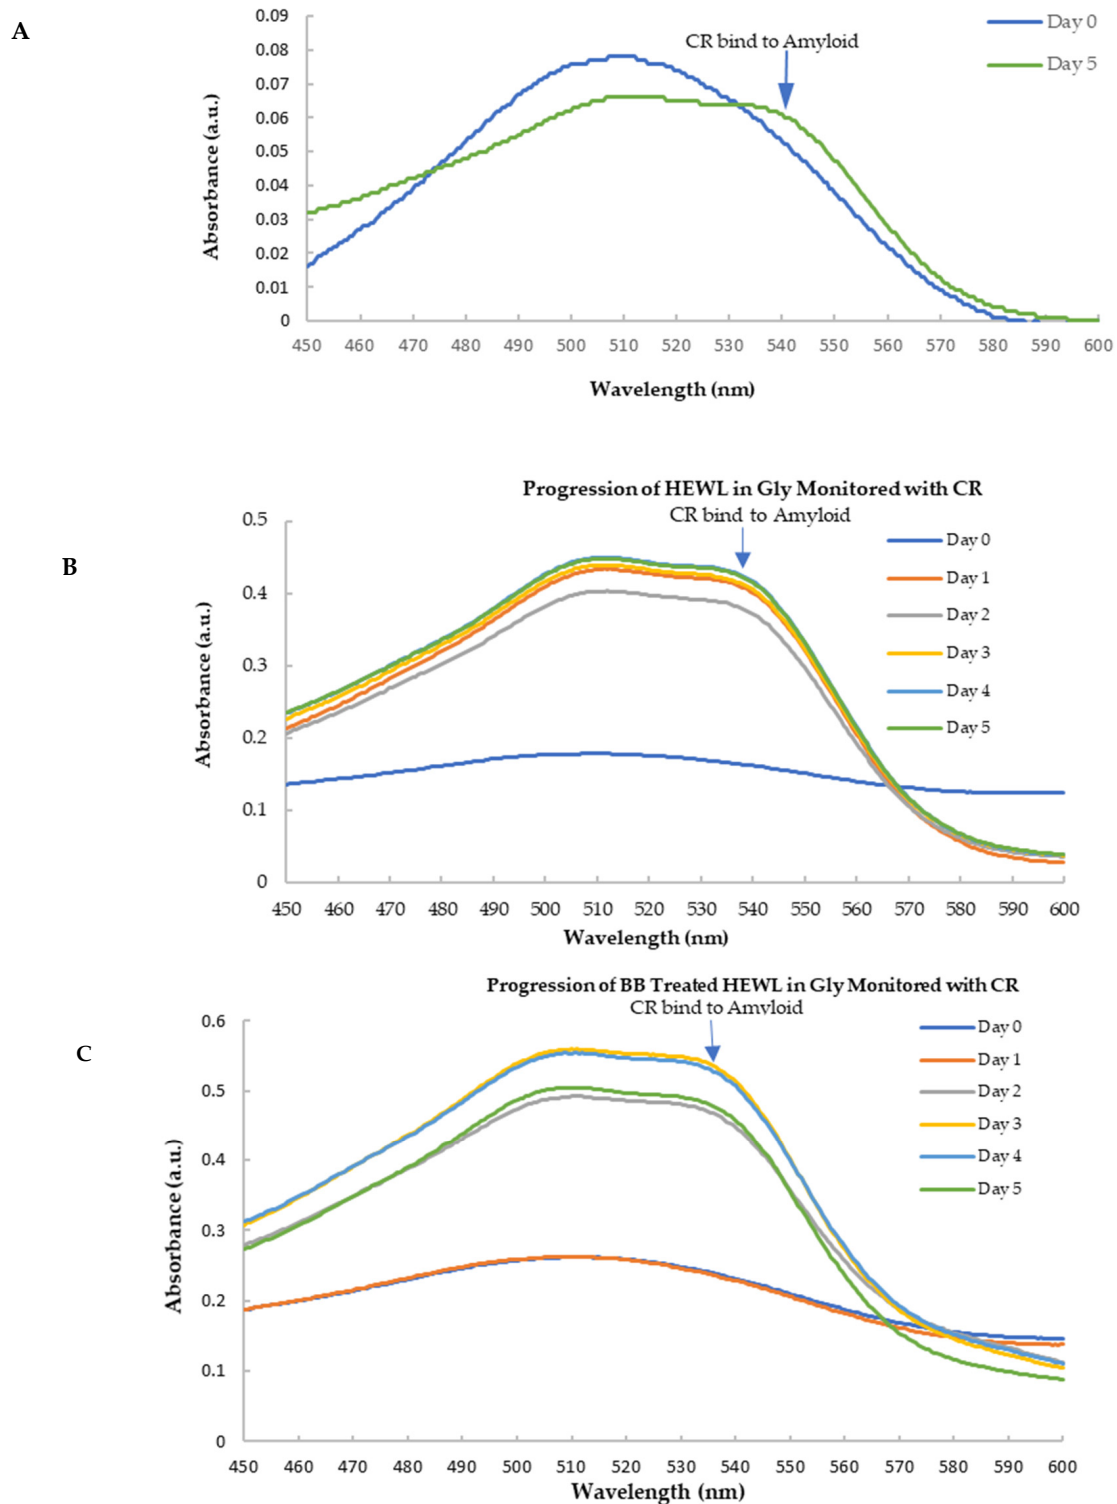 A
Day 0
Day 5
CR bind to Amyloid
0.09
0.08
0.07
0.06
0.05
0.04
0.03
0.02
0.01
0
Absorbance (a.u.)
450 460 470 480 490 500 510 520 530 540 550 560 570 580 590 600
Wavelength (nm)
B
Progression of HEWL in Gly Monitored with CR
CR bind to Amyloid
Day 0
Day 1
Day 2
Day 3
Day 4
Day 5
0.5
0.4
0.3
0.2
0.1
0
Absorbance (a.u.)
450 460 470 480 490 500 510 520 530 540 550 560 570 580 590 600
Wavelength (nm)
C
Progression of BB Treated HEWL in Gly Monitored with CR
CR bind to Amyloid
Day 0
Day 1
Day 2
Day 3
Day 4
Day 5
0.6
0.5
0.4
0.3
0.2
0.1
0
Absorbance (a.u.)
450 460 470 480 490 500 510 520 530 540 550 560 570 580 590 600
Wavelength (nm)